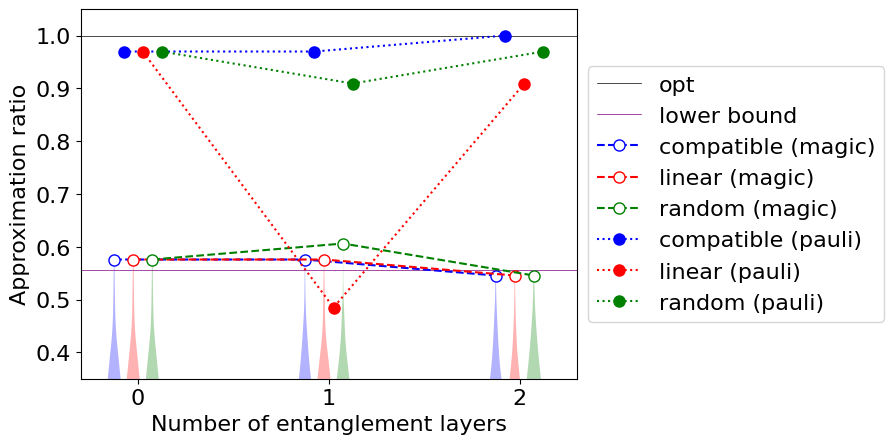 1.0
0.9
0.8
0.7
0.6
0.5
0.4
Approximation ratio
0
1
2
Number of entanglement layers
opt
lower bound
compatible (magic)
linear (magic)
random (magic)
compatible (pauli)
linear (pauli)
random (pauli)